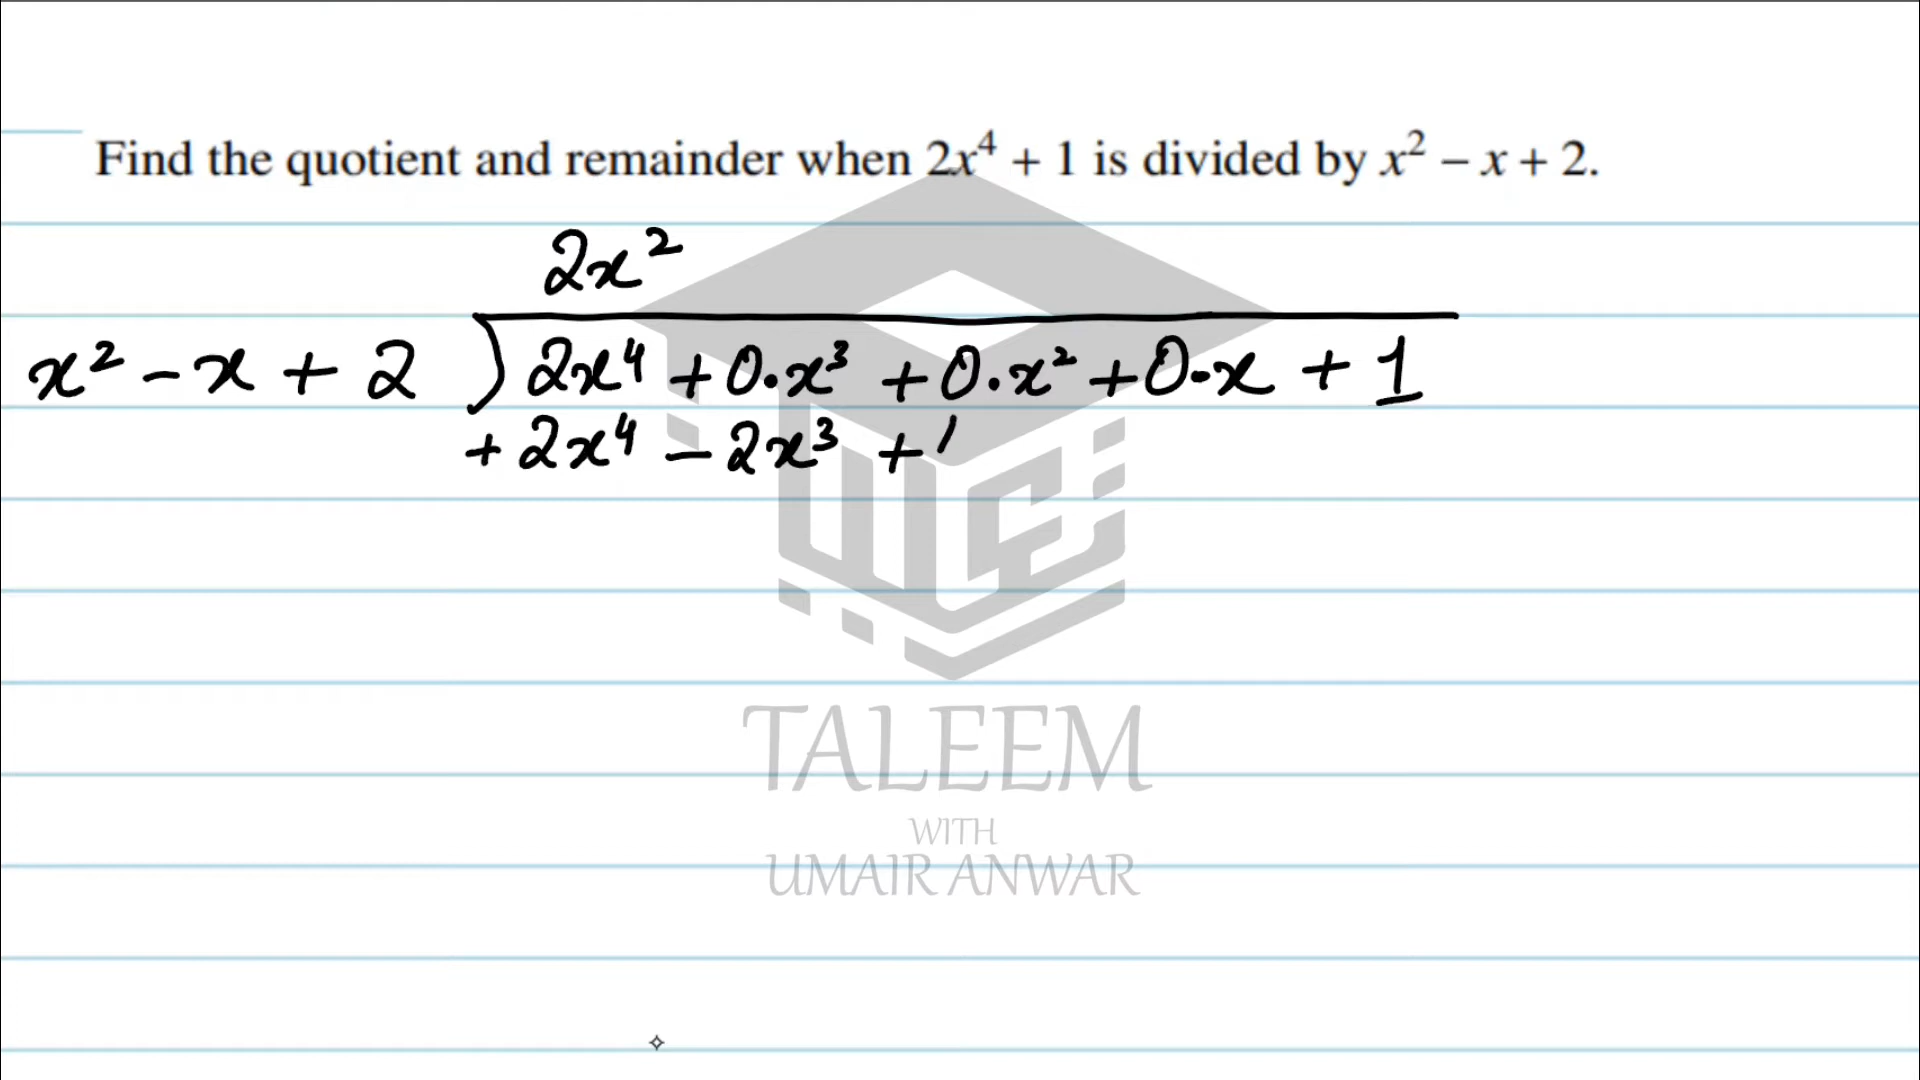 Find the quotient and remainder when 2x⁴ + 1 is divided by x² − x + 2.
2x²
x² − x + 2 ) 2x⁴ + 0·x³ + 0·x² + 0·x + 1
+ 2x⁴ − 2x³ +
TALEEM
WITH
UMAIR ANWAR